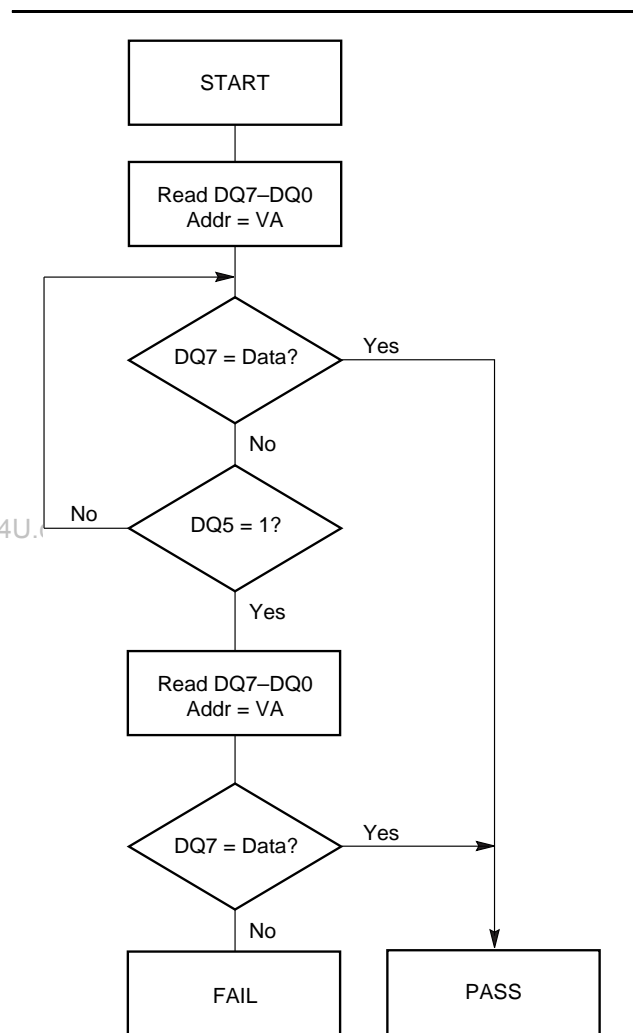 START
Read DQ7–DQ0
Addr = VA
DQ7 = Data?
Yes
No
DQ5 = 1?
No
4U.
Yes
Read DQ7–DQ0
Addr = VA
DQ7 = Data?
Yes
No
FAIL
PASS